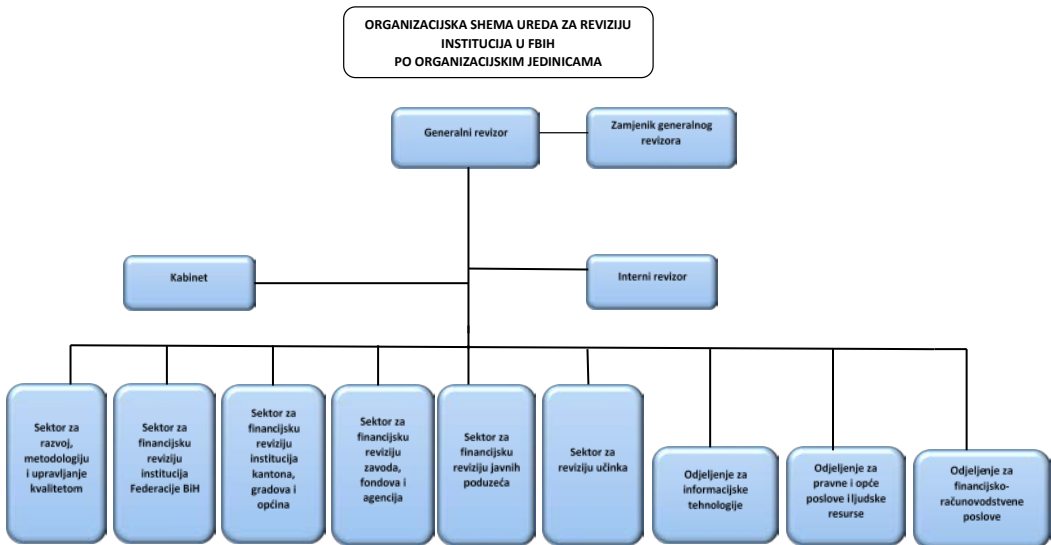 ORGANIZACIJSKA SHEMA UREDA ZA REVIZIJU
INSTITUCIJA U FBIH
PO ORGANIZACIJSKIM JEDINICAMA
Generalni revizor
Zamjenik generalnog
revizora
Kabinet
Interni revizor
Sektor za
razvoj,
metodologiju
i upravljanje
kvalitetom
Sektor za
financijsku
reviziju
institucija
Federacije BiH
Sektor za
financijsku
reviziju
institucija
kantona,
gradova i
općina
Sektor za
financijsku
reviziju
zavoda,
fondova i
agencija
Sektor za
financijsku
reviziju javnih
poduzeća
Sektor za
reviziju učinka
Odjeljenje za
informacijske
tehnologije
Odjeljenje za
pravne i opće
poslove i ljudske
resurse
Odjeljenje za
financijsko-
računovodstvene
poslove